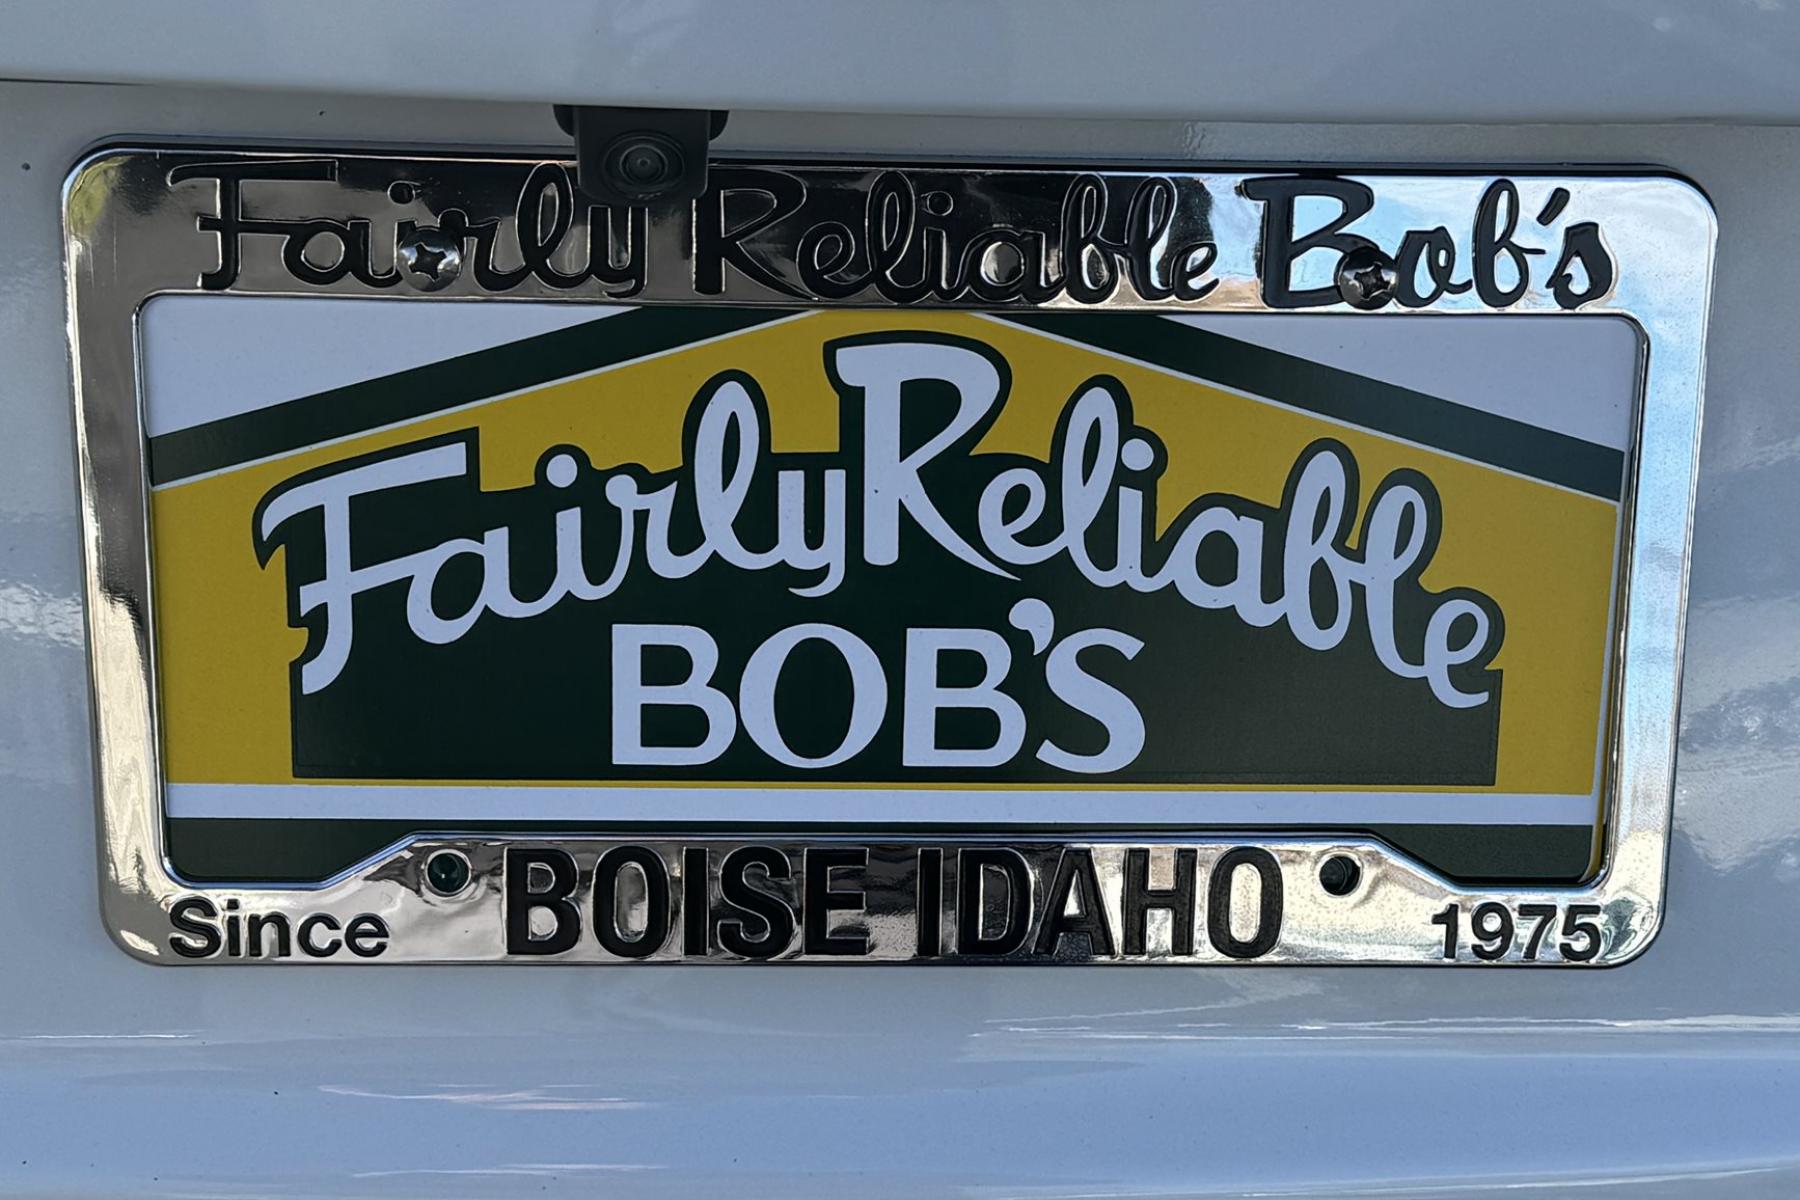 Fairly Reliable Bob's
Fairly Reliable
BOB'S
Since BOISE IDAHO 1975